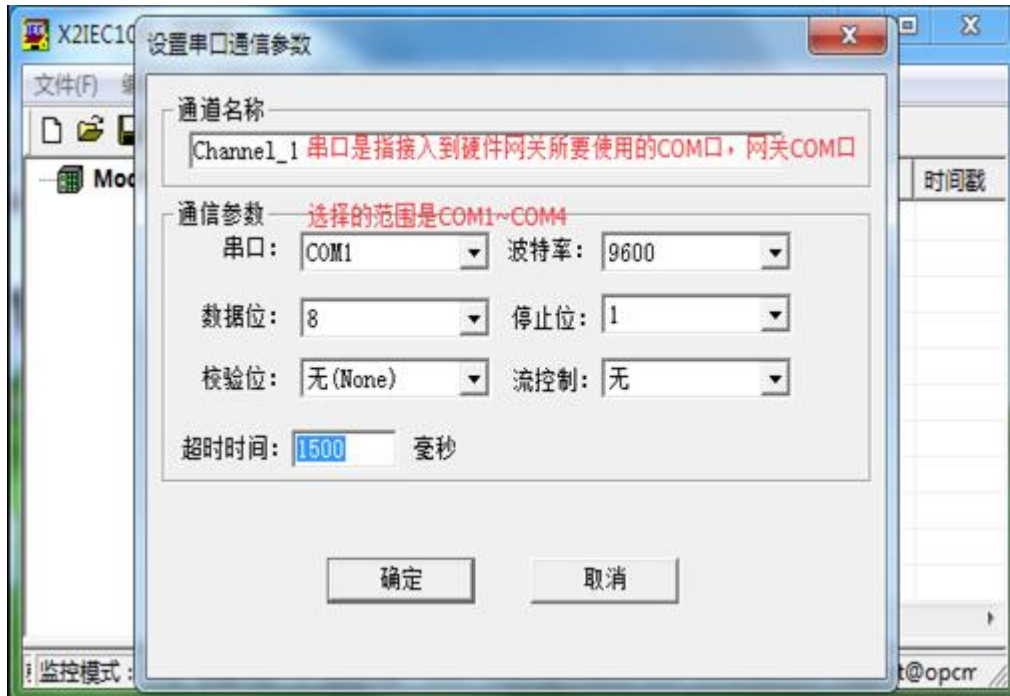 X2IEC10
设置串口通信参数
文件(F)
通道名称
Channel_1 串口是指接入到硬件网关所要使用的COM口，网关COM口
选择的范围是COM1~COM4
通信参数
串口： COM1 波特率： 9600
数据位： 8 停止位： 1
校验位： 无(None) 流控制： 无
超时时间： 1500 毫秒
确定 取消
时间戳
监控模式：
t@opcm